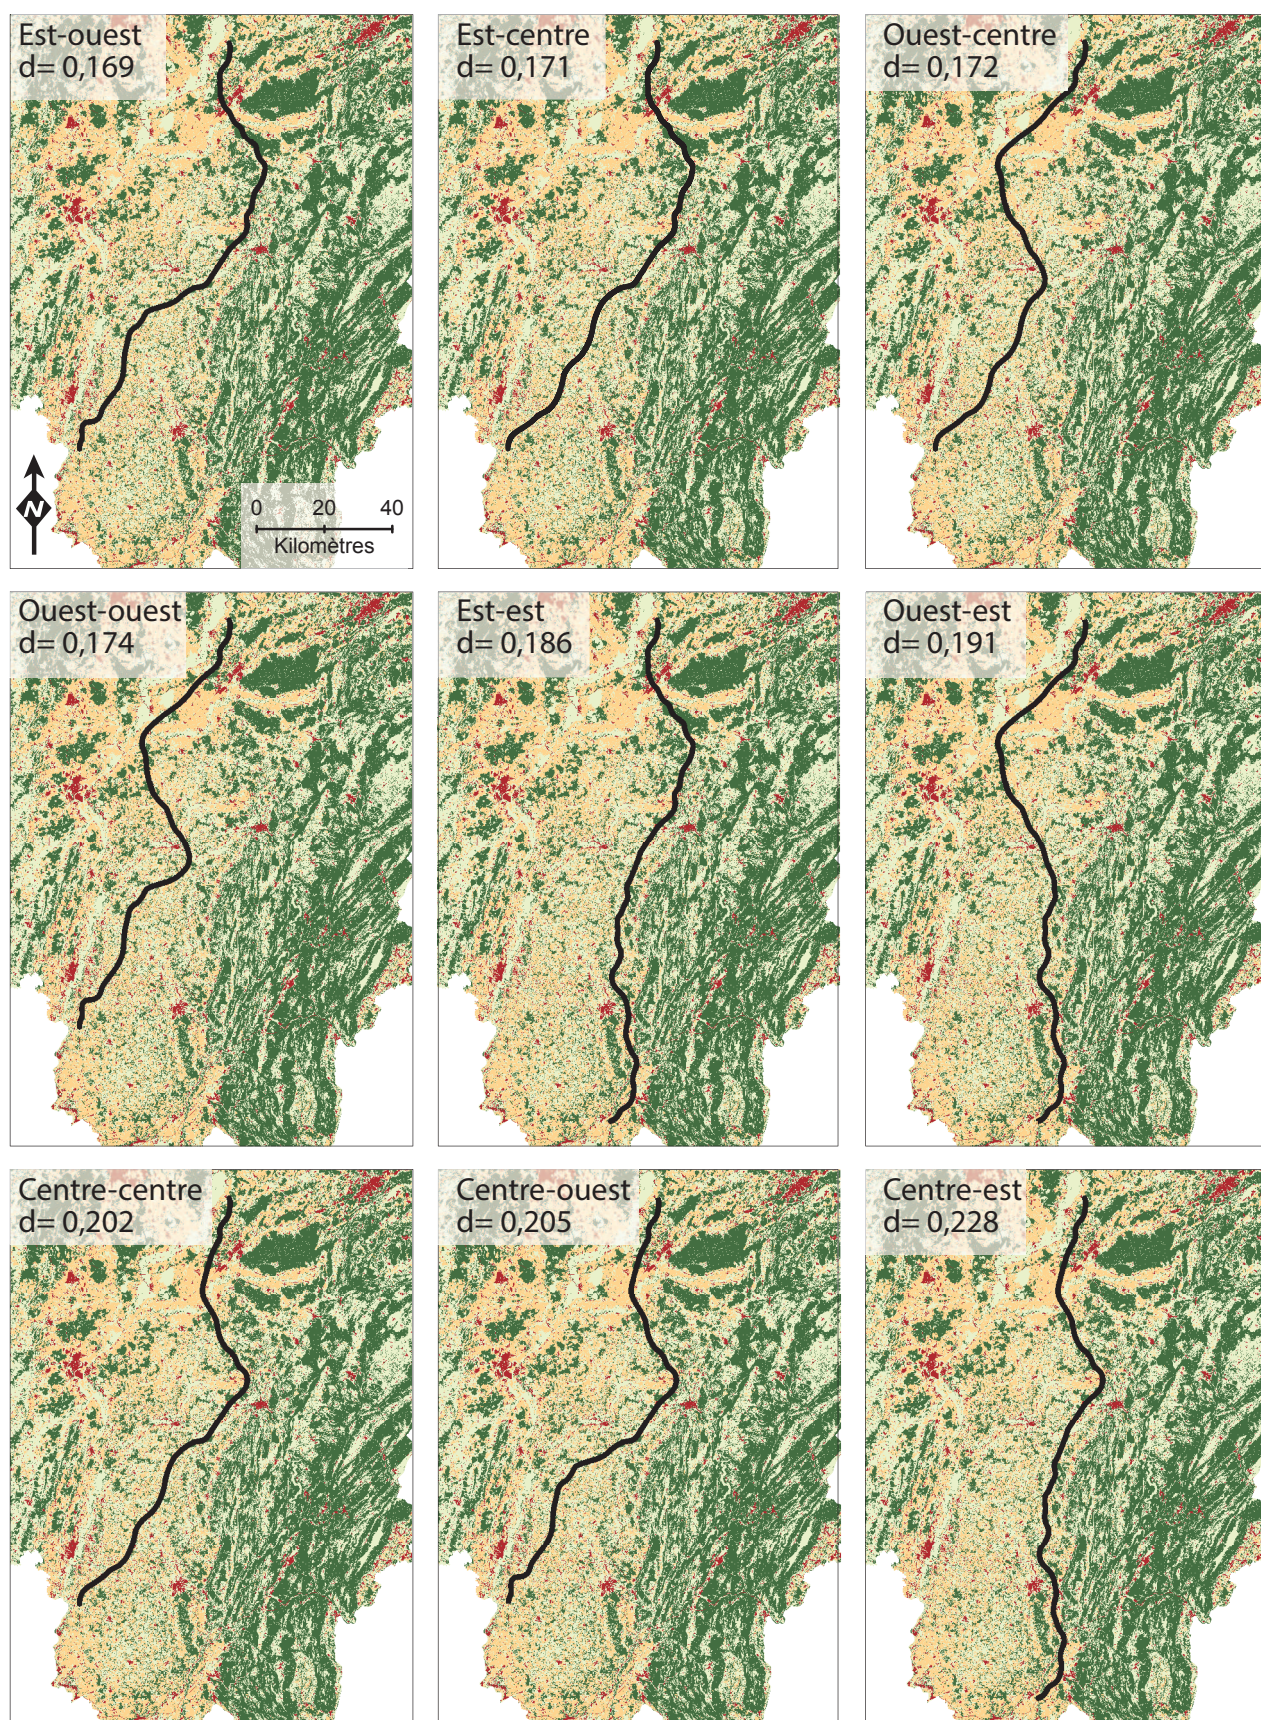 Est-ouest
d= 0,169
Est-centre
d= 0,171
Ouest-centre
d= 0,172
N
0 20 40
Kilomètres
Ouest-ouest
d= 0,174
Est-est
d= 0,186
Ouest-est
d= 0,191
Centre-centre
d= 0,202
Centre-ouest
d= 0,205
Centre-est
d= 0,228